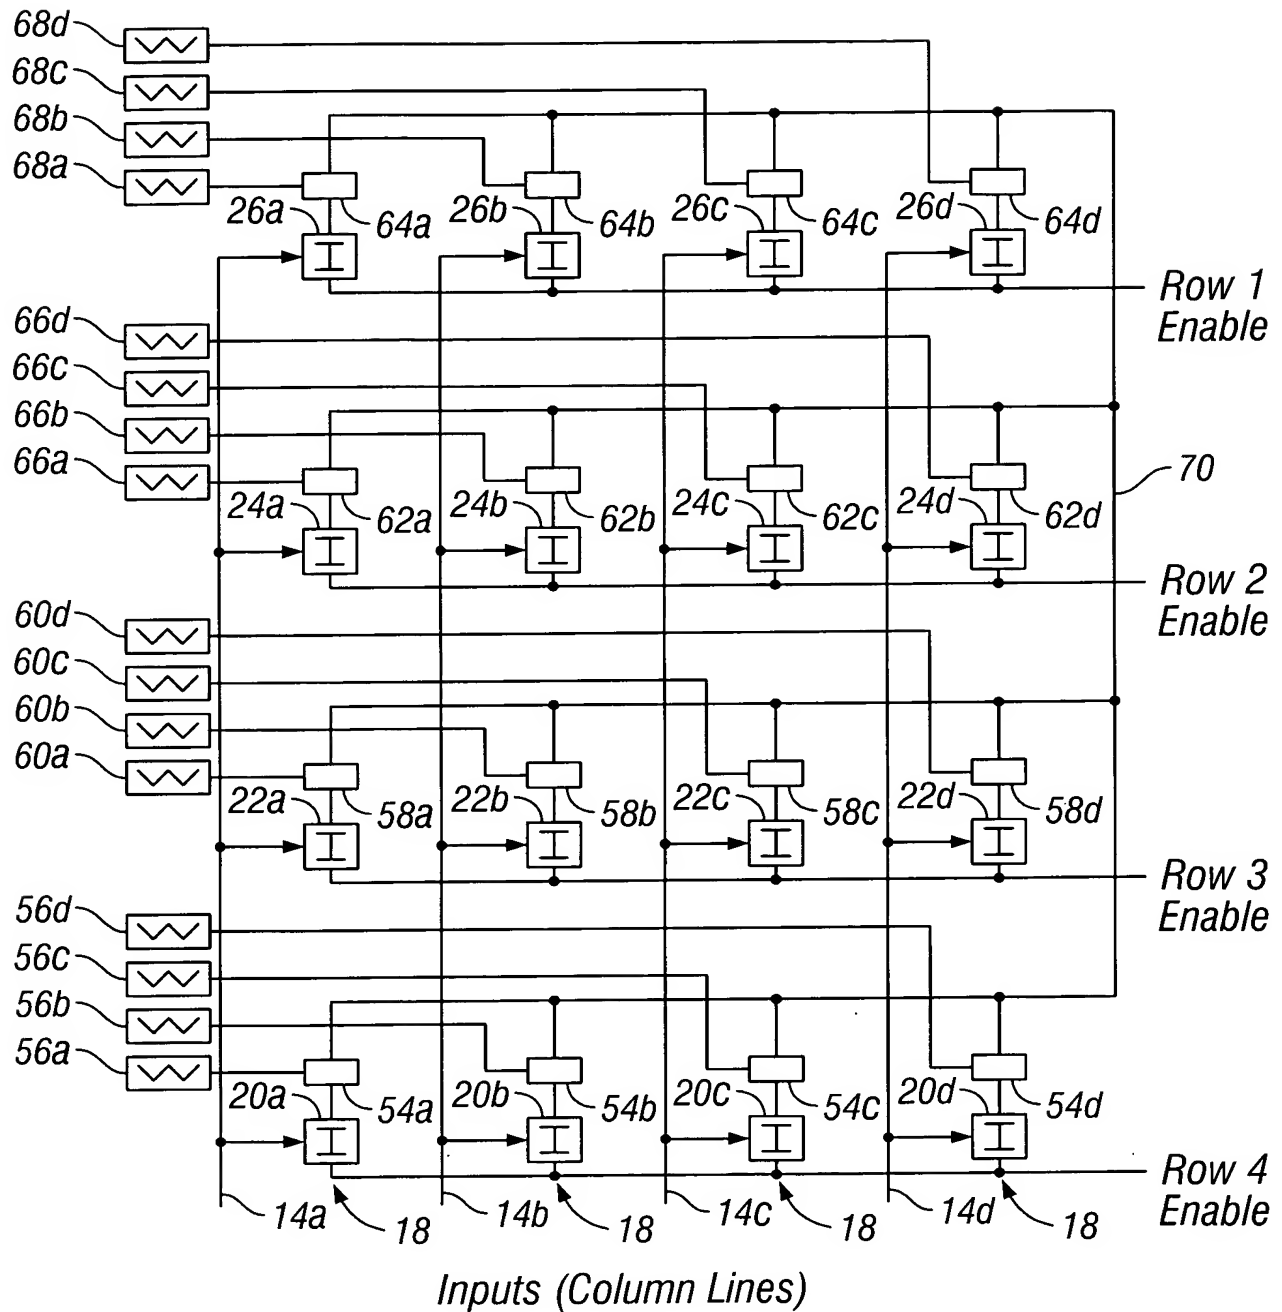 68d
68c
68b
68a
26a 64a 26b 64b 26c 64c 26d 64d
Row 1
Enable
66d
66c
66b
66a
70
24a 62a 24b 62b 24c 62c 24d 62d
Row 2
Enable
60d
60c
60b
60a
22a 58a 22b 58b 22c 58c 22d 58d
Row 3
Enable
56d
56c
56b
56a
20a 54a 20b 54b 20c 54c 20d 54d
Row 4
Enable
14a 18 14b 18 14c 18 14d 18
Inputs (Column Lines)